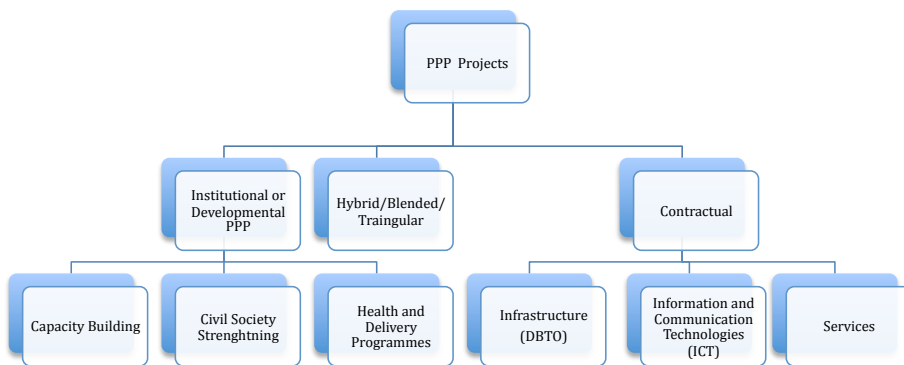 PPP Projects
Institutional or
Developmental
PPP
Hybrid/Blended/
Traingular
Contractual
Capacity Building
Civil Society
Strenghtning
Health and
Delivery
Programmes
Infrastructure
(DBTO)
Information and
Communication
Technologies
(ICT)
Services